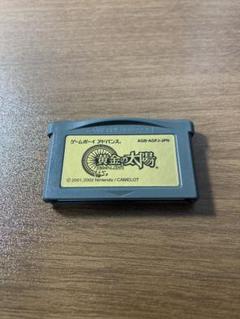 ゲームボーイ アドバンス。 AGB-AGFJ-JPN
黄金の太陽
© 2001,2002 Nintendo / CAMELOT